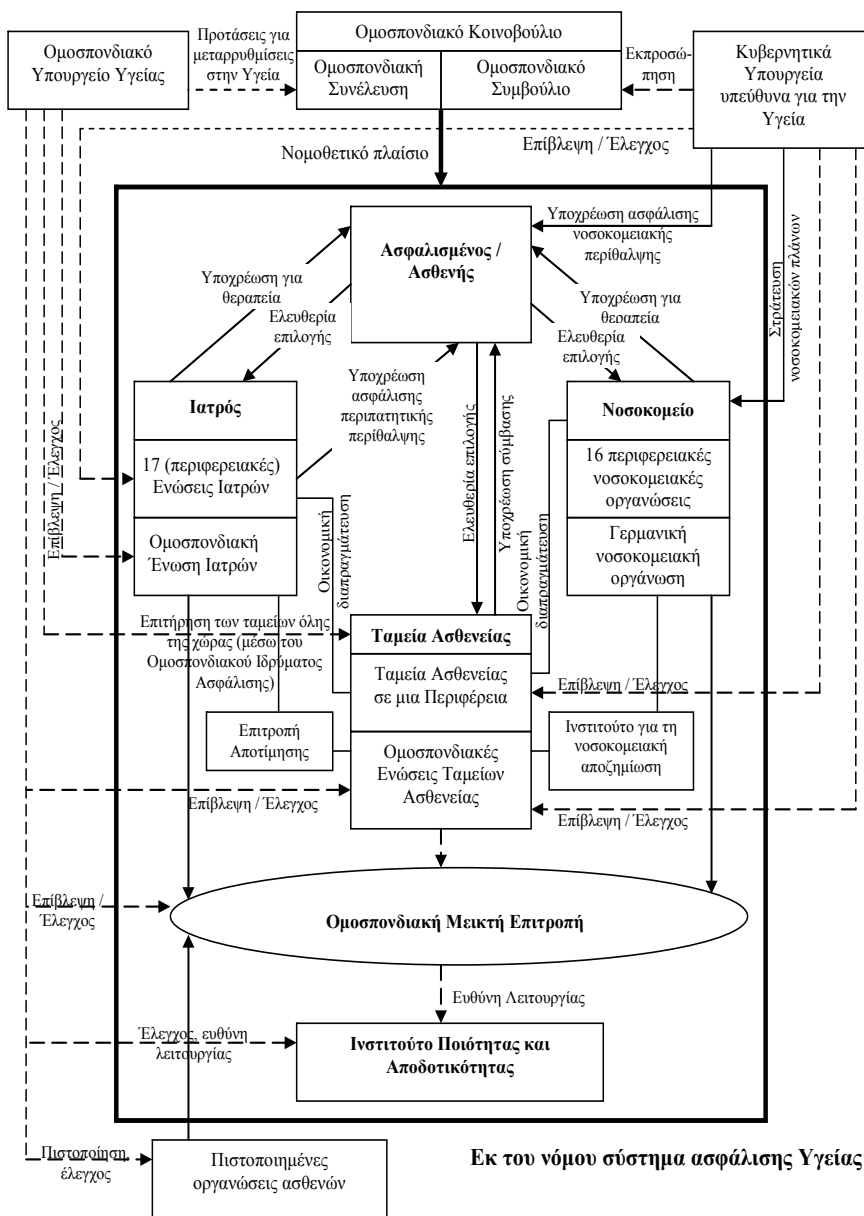 Ομοσπονδιακό
Υπουργείο Υγείας
Προτάσεις για
μεταρρυθμίσεις
στην Υγεία
Ομοσπονδιακό Κοινοβούλιο
Ομοσπονδιακή
Συνέλευση
Ομοσπονδιακό
Συμβούλιο
Εκπροσώ-
πηση
Κυβερνητικά
Υπουργεία
υπεύθυνα για την
Υγεία
Νομοθετικό πλαίσιο
Επίβλεψη / Έλεγχος
Ασφαλισμένος /
Ασθενής
Υποχρέωση ασφάλισης
νοσοκομειακής
περίθαλψης
Στράτευση
νοσοκομειακών πλάνων
Υποχρέωση για
θεραπεία
Ελευθερία
επιλογής
Υποχρέωση για
θεραπεία
Ελευθερία
επιλογής
Υποχρέωση
ασφάλισης
περιπατητικής
περίθαλψης
Ιατρός
17 (περιφερειακές)
Ενώσεις Ιατρών
Ομοσπονδιακή
Ένωση Ιατρών
Νοσοκομείο
16 περιφερειακές
νοσοκομειακές
οργανώσεις
Γερμανική
νοσοκομειακή
οργάνωση
Επίβλεψη / Έλεγχος
Οικονομική
διαπραγμάτευση
Ελευθερία επιλογής
Υποχρέωση σύμβασης
Οικονομική
διαπραγμάτευση
Επιτήρηση των ταμείων όλης
της χώρας (μέσω του
Ομοσπονδιακού Ιδρύματος
Ασφάλισης)
Ταμεία Ασθενείας
Ταμεία Ασθενείας
σε μια Περιφέρεια
Ομοσπονδιακές
Ενώσεις Ταμείων
Ασθενείας
Επίβλεψη / Έλεγχος
Επιτροπή
Αποτίμησης
Ινστιτούτο για τη
νοσοκομειακή
αποζημίωση
Επίβλεψη / Έλεγχος
Επίβλεψη / Έλεγχος
Επίβλεψη /
Έλεγχος
Ομοσπονδιακή Μεικτή Επιτροπή
Ευθύνη Λειτουργίας
Έλεγχος, ευθύνη
λειτουργίας
Ινστιτούτο Ποιότητας και
Αποδοτικότητας
Πιστοποίηση,
έλεγχος
Πιστοποιημένες
οργανώσεις ασθενών
Εκ του νόμου σύστημα ασφάλισης Υγείας